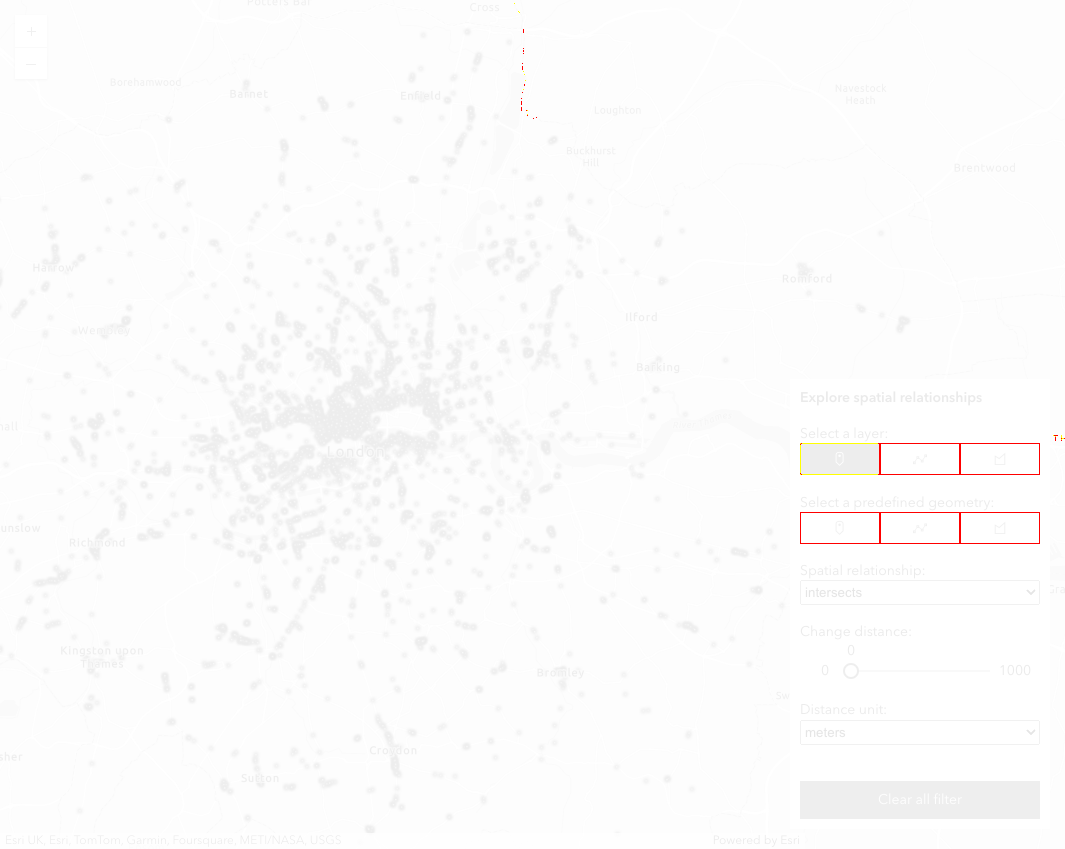 Potters Bar
Cross
+
−
Borehamwood
Barnet
Enfield
Loughton
Navestock
Heath
Buckhurst
Hill
Brentwood
Harrow
Romford
Wembley
Ilford
Barking
London
Richmond
Kingston upon
Thames
Bromley
Croydon
Sutton
Explore spatial relationships
Select a layer:
Select a predefined geometry:
Spatial relationship:
intersects
Change distance:
0
0
1000
Distance unit:
meters
Clear all filter
Esri UK, Esri, TomTom, Garmin, Foursquare, METI/NASA, USGS
Powered by Esri